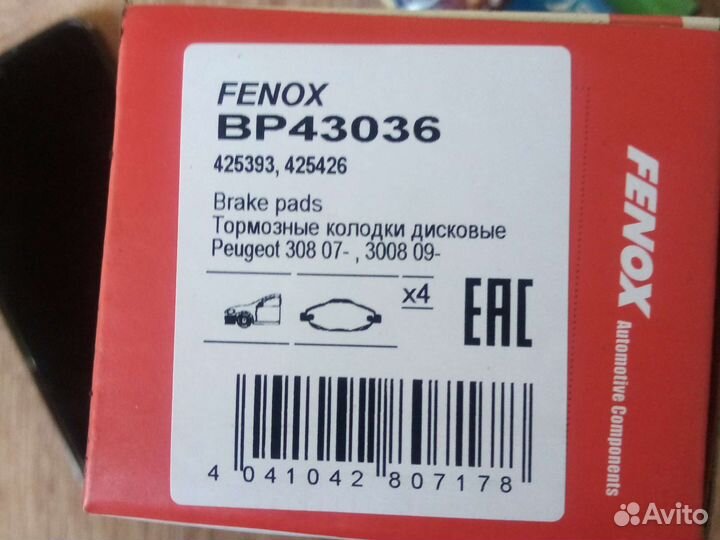 FENOX
BP43036
425393, 425426
Brake pads
Тормозные колодки дисковые
Peugeot 308 07- , 3008 09-
x4
EAC
4 041042 807178
FENOX
Automotive Components
Avito